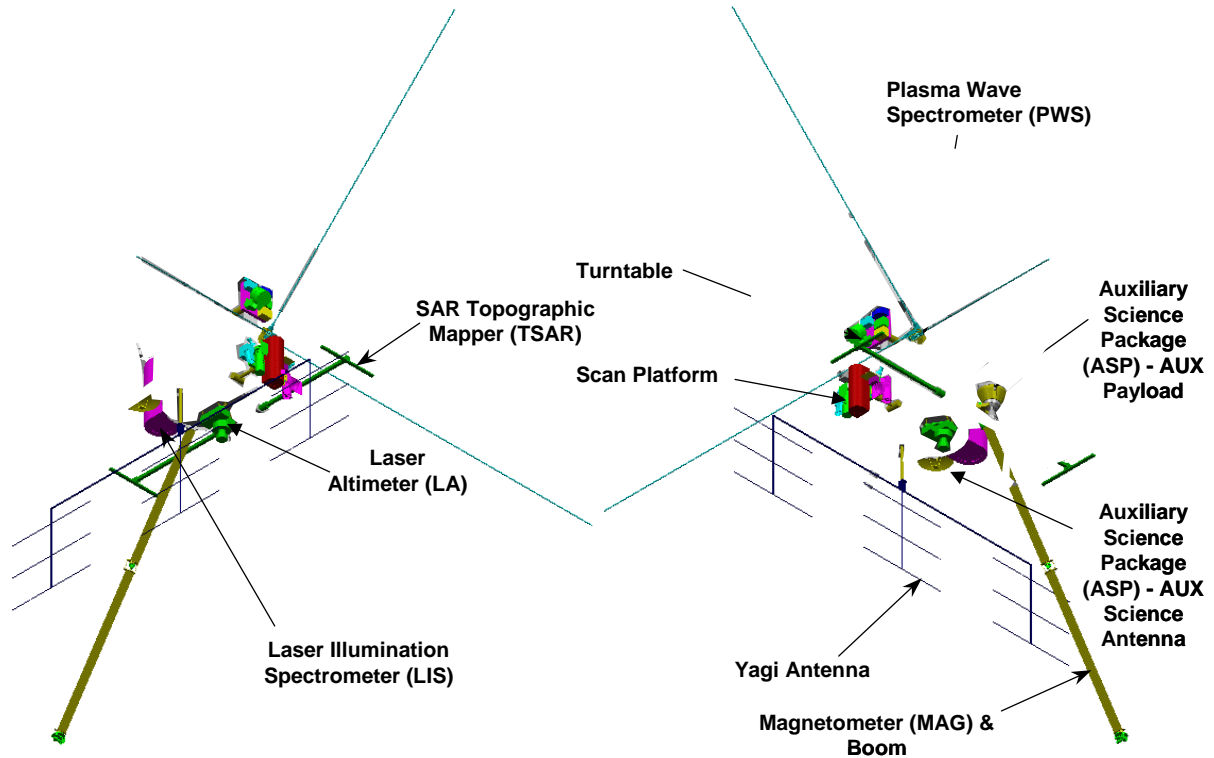 Plasma Wave
Spectrometer (PWS)
Turntable
SAR Topographic
Mapper (TSAR)
Auxiliary
Science
Package
(ASP) - AUX
Payload
Scan Platform
Laser
Altimeter (LA)
Auxiliary
Science
Package
(ASP) - AUX
Science
Antenna
Laser Illumination
Spectrometer (LIS)
Yagi Antenna
Magnetometer (MAG) &
Boom